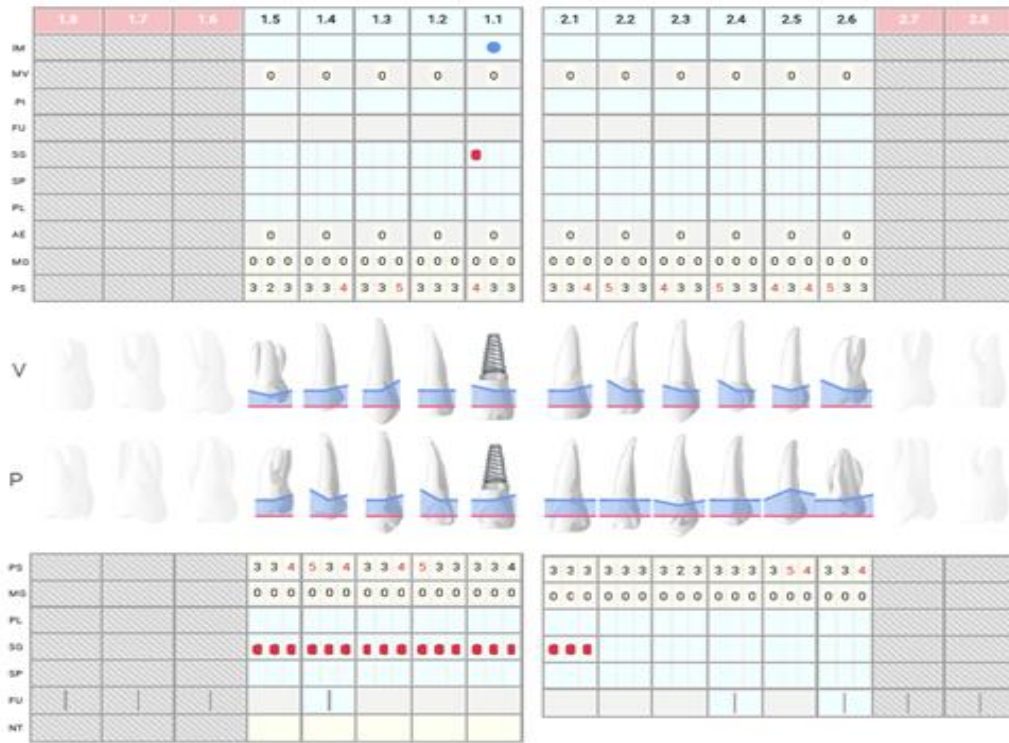 1.8 1.7 1.6 1.5 1.4 1.3 1.2 1.1 2.1 2.2 2.3 2.4 2.5 2.6 2.7 2.8
IM
MV 0 0 0 0 0 0 0 0 0 0 0
PI
FU
SG
SP
PL
AE 0 0 0 0 0 0 0 0 0 0 0
MG 0 0 0 0 0 0 0 0 0 0 0 0 0 0 0 0 0 0 0 0 0 0 0 0 0 0 0 0 0 0 0 0 0
PS 3 2 3 3 3 4 3 3 5 3 3 3 4 3 3 3 3 4 5 3 3 4 3 3 5 3 3 4 3 4 5 3 3
V
P
PS 3 3 4 5 3 4 3 3 4 5 3 3 3 3 4 3 3 3 3 3 3 3 2 3 3 3 3 3 5 4 3 3 4
MG 0 0 0 0 0 0 0 0 0 0 0 0 0 0 0 0 0 0 0 0 0 0 0 0 0 0 0 0 0 0 0 0 0
PL
SG
SP
FU
NT